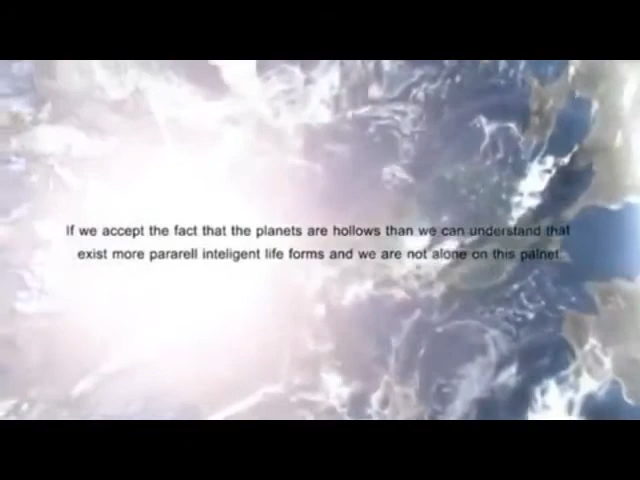 If we accept the fact that the planets are hollows than we can understand that
exist more pararell inteligent life forms and we are not alone on this palnet